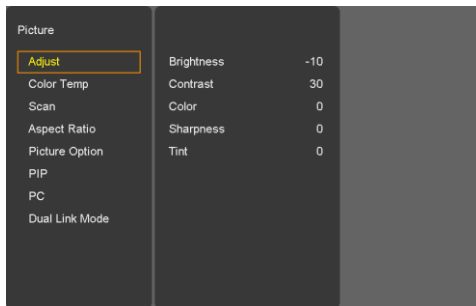 Picture
Adjust
Color Temp
Scan
Aspect Ratio
Picture Option
PIP
PC
Dual Link Mode
Brightness -10
Contrast 30
Color 0
Sharpness 0
Tint 0